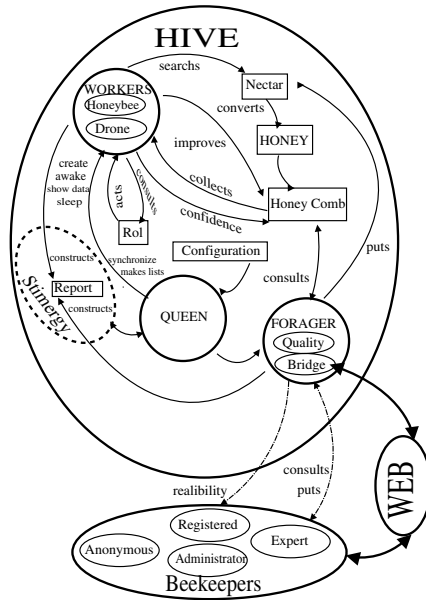 HIVE
searchs
WORKERS
Nectar
Honeybee
converts
Drone
HONEY
improves
create
awake
show data
sleep
collects
acts
consults
Honey Comb
confidence
Rol
Configuration
puts
constructs
synchronize
makes lists
consults
Stimergy
Report
constructs
QUEEN
FORAGER
Quality
Bridge
WEB
consults
puts
realibility
Registered
Anonymous
Expert
Administrator
Beekeepers